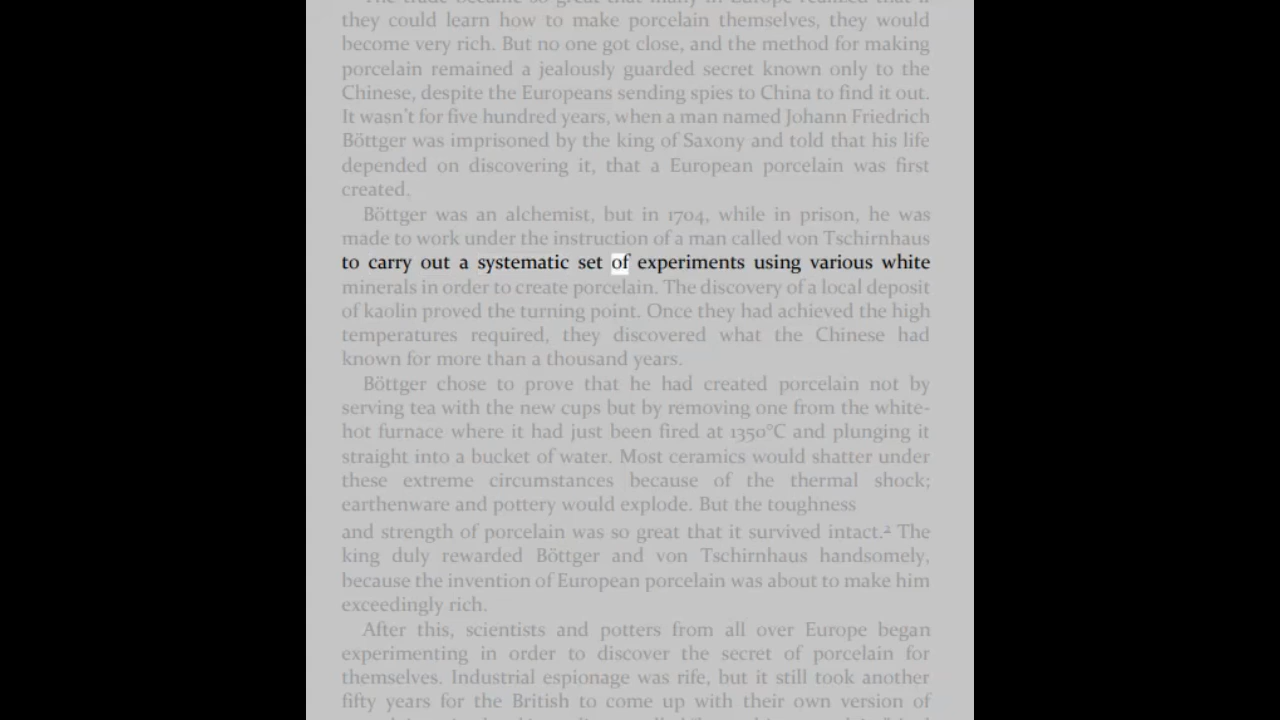 The trade became so great that many in Europe realized that if
they could learn how to make porcelain themselves, they would
become very rich. But no one got close, and the method for making
porcelain remained a jealously guarded secret known only to the
Chinese, despite the Europeans sending spies to China to find it out.
It wasn't for five hundred years, when a man named Johann Friedrich
Böttger was imprisoned by the king of Saxony and told that his life
depended on discovering it, that a European porcelain was first
created.
Böttger was an alchemist, but in 1704, while in prison, he was
made to work under the instruction of a man called von Tschirnhaus
to carry out a systematic set of experiments using various white
minerals in order to create porcelain. The discovery of a local deposit
of kaolin proved the turning point. Once they had achieved the high
temperatures required, they discovered what the Chinese had
known for more than a thousand years.
Böttger chose to prove that he had created porcelain not by
serving tea with the new cups but by removing one from the white-
hot furnace where it had just been fired at 1350°C and plunging it
straight into a bucket of water. Most ceramics would shatter under
these extreme circumstances because of the thermal shock;
earthenware and pottery would explode. But the toughness
and strength of porcelain was so great that it survived intact.² The
king duly rewarded Böttger and von Tschirnhaus handsomely,
because the invention of European porcelain was about to make him
exceedingly rich.
After this, scientists and potters from all over Europe began
experimenting in order to discover the secret of porcelain for
themselves. Industrial espionage was rife, but it still took another
fifty years for the British to come up with their own version of